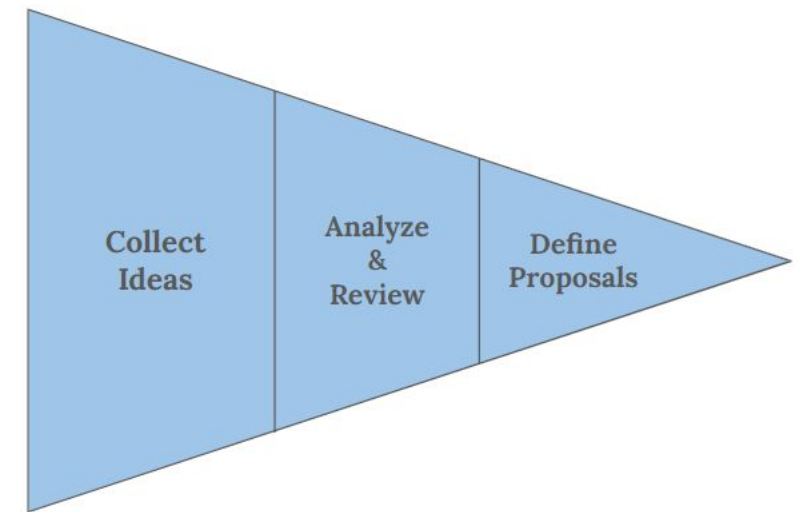 Collect
Ideas
Analyze
&
Review
Define
Proposals